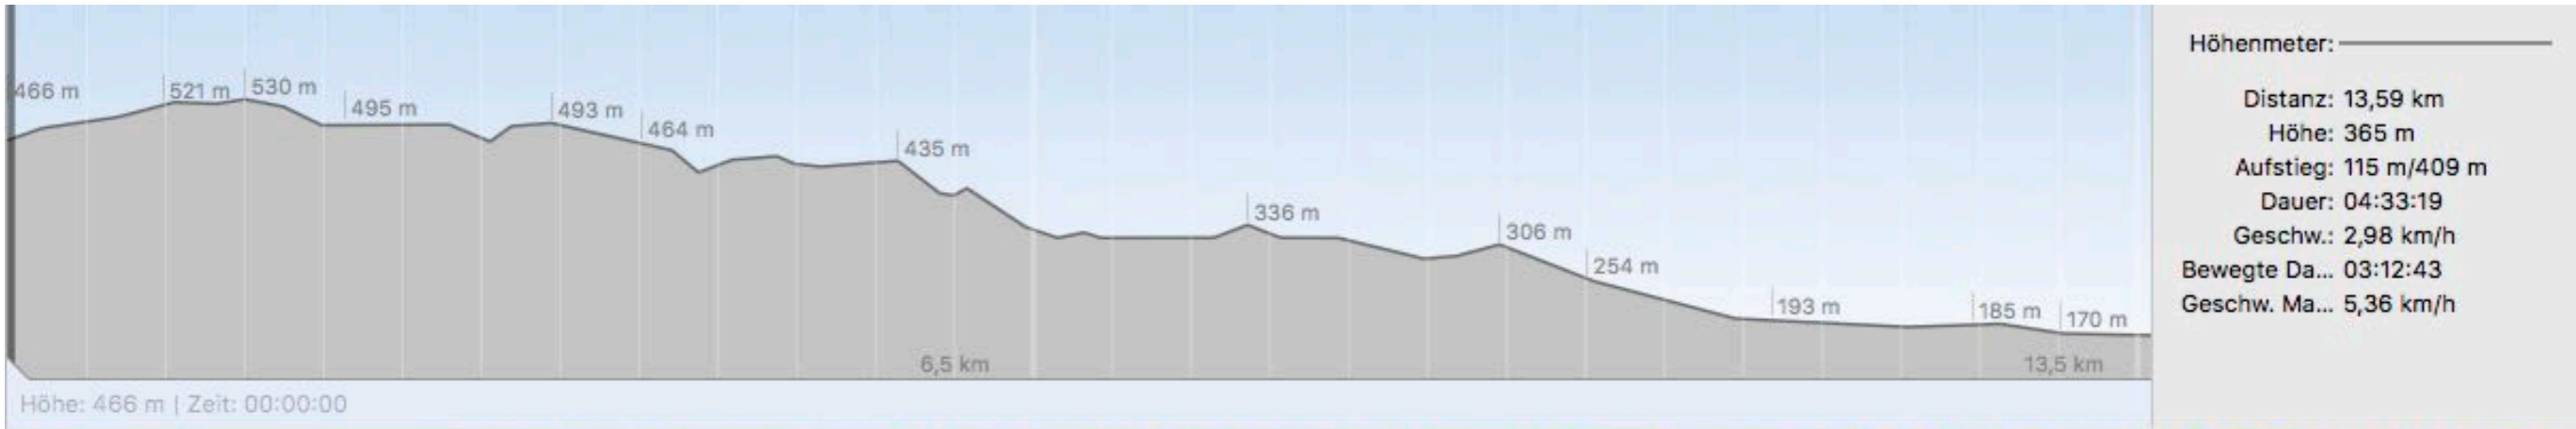 466 m
521 m
530 m
495 m
493 m
464 m
435 m
336 m
306 m
254 m
193 m
185 m
170 m
6,5 km
13,5 km
Höhe: 466 m | Zeit: 00:00:00
Höhenmeter:
Distanz: 13,59 km
Höhe: 365 m
Aufstieg: 115 m/409 m
Dauer: 04:33:19
Geschw.: 2,98 km/h
Bewegte Da... 03:12:43
Geschw. Ma... 5,36 km/h